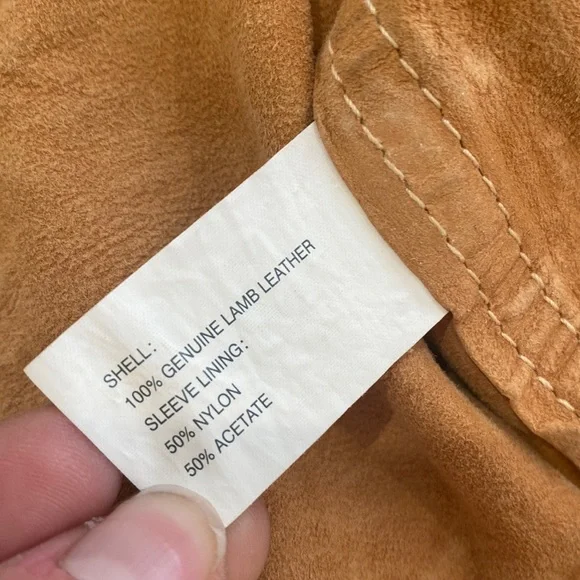 SHELL:
100% GENUINE LAMB LEATHER
SLEEVE LINING:
50% NYLON
50% ACETATE